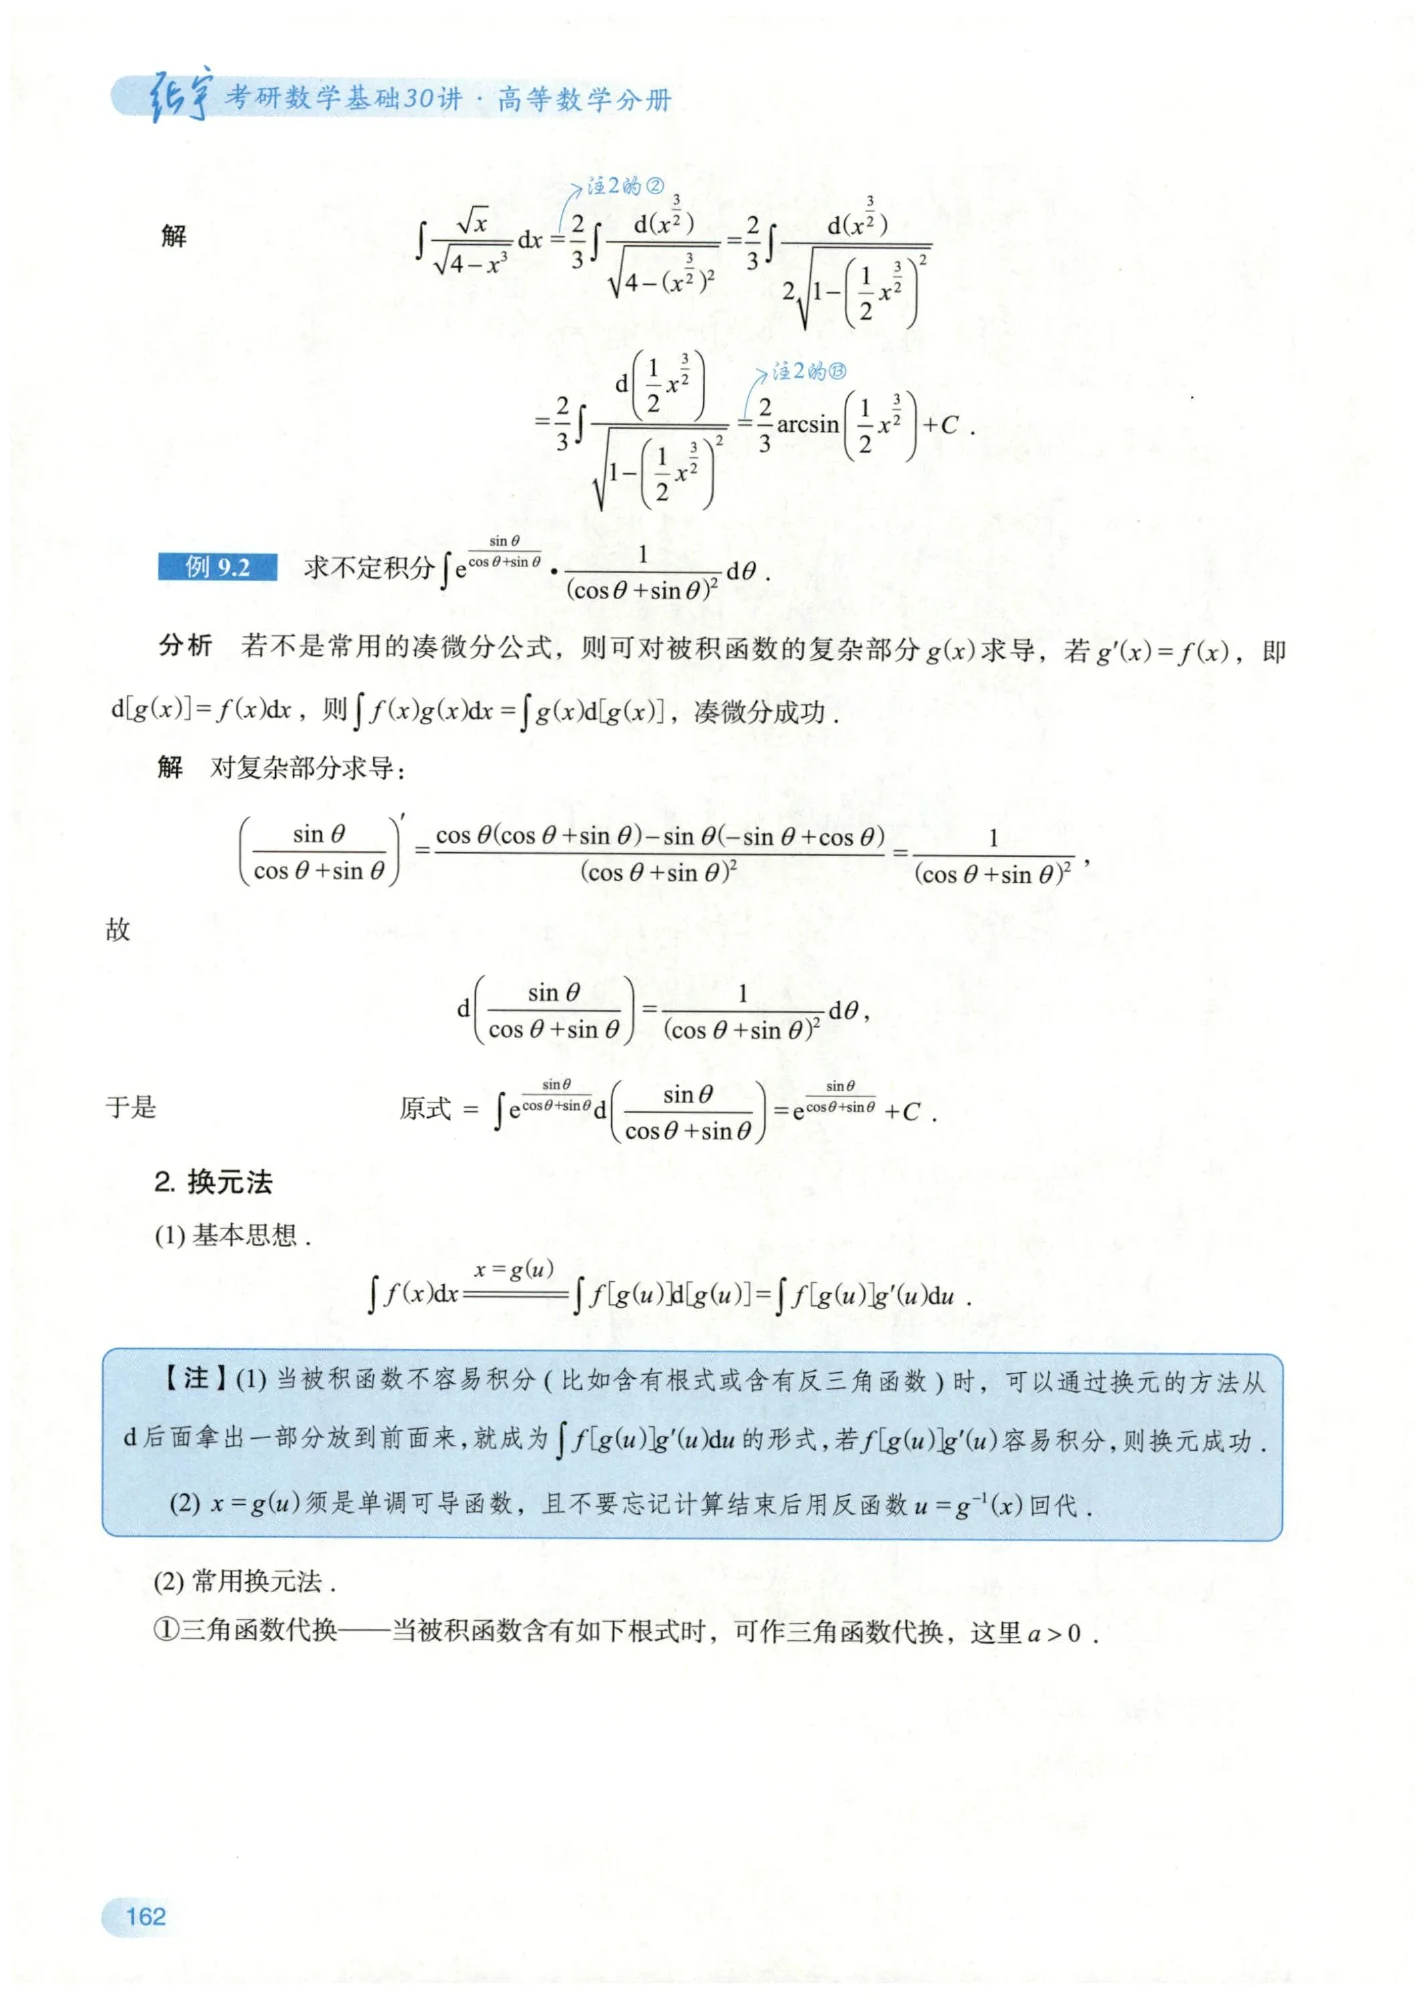 张宇 考研数学基础30讲·高等数学分册
注2的②
解 $\int \frac{\sqrt{x}}{\sqrt{4-x^3}}\mathrm{d}x = \frac{2}{3}\int \frac{\mathrm{d}(x^{\frac{3}{2}})}{\sqrt{4-(x^{\frac{3}{2}})^2}} = \frac{2}{3}\int \frac{\mathrm{d}(x^{\frac{3}{2}})}{2\sqrt{1-\left(\frac{1}{2}x^{\frac{3}{2}}\right)^2}}$
注2的⑬
$= \frac{2}{3}\int \frac{\mathrm{d}\left(\frac{1}{2}x^{\frac{3}{2}}\right)}{\sqrt{1-\left(\frac{1}{2}x^{\frac{3}{2}}\right)^2}} = \frac{2}{3}\arcsin\left(\frac{1}{2}x^{\frac{3}{2}}\right)+C .$
例 9.2 求不定积分 $\int \mathrm{e}^{\frac{\sin\theta}{\cos\theta+\sin\theta}} \cdot \frac{1}{(\cos\theta+\sin\theta)^2}\mathrm{d}\theta .$
分析 若不是常用的凑微分公式，则可对被积函数的复杂部分 g(x) 求导，若 g′(x) = f(x)，即
d[g(x)] = f(x)dx，则 ∫f(x)g(x)dx = ∫g(x)d[g(x)]，凑微分成功．
解 对复杂部分求导：
$\left(\frac{\sin\theta}{\cos\theta+\sin\theta}\right)' = \frac{\cos\theta(\cos\theta+\sin\theta)-\sin\theta(-\sin\theta+\cos\theta)}{(\cos\theta+\sin\theta)^2} = \frac{1}{(\cos\theta+\sin\theta)^2} ,$
故
$\mathrm{d}\left(\frac{\sin\theta}{\cos\theta+\sin\theta}\right) = \frac{1}{(\cos\theta+\sin\theta)^2}\mathrm{d}\theta ,$
于是 原式 = $\int \mathrm{e}^{\frac{\sin\theta}{\cos\theta+\sin\theta}}\mathrm{d}\left(\frac{\sin\theta}{\cos\theta+\sin\theta}\right) = \mathrm{e}^{\frac{\sin\theta}{\cos\theta+\sin\theta}}+C .$
2. 换元法
(1) 基本思想．
$\int f(x)\mathrm{d}x \overset{x=g(u)}{=\!=\!=} \int f[g(u)]\mathrm{d}[g(u)] = \int f[g(u)]g'(u)\mathrm{d}u .$
【注】(1) 当被积函数不容易积分(比如含有根式或含有反三角函数)时，可以通过换元的方法从
d 后面拿出一部分放到前面来，就成为 ∫f[g(u)]g′(u)du 的形式，若 f[g(u)]g′(u) 容易积分，则换元成功．
(2) x = g(u) 须是单调可导函数，且不要忘记计算结束后用反函数 u = g⁻¹(x) 回代．
(2) 常用换元法．
①三角函数代换——当被积函数含有如下根式时，可作三角函数代换，这里 a > 0 ．
162